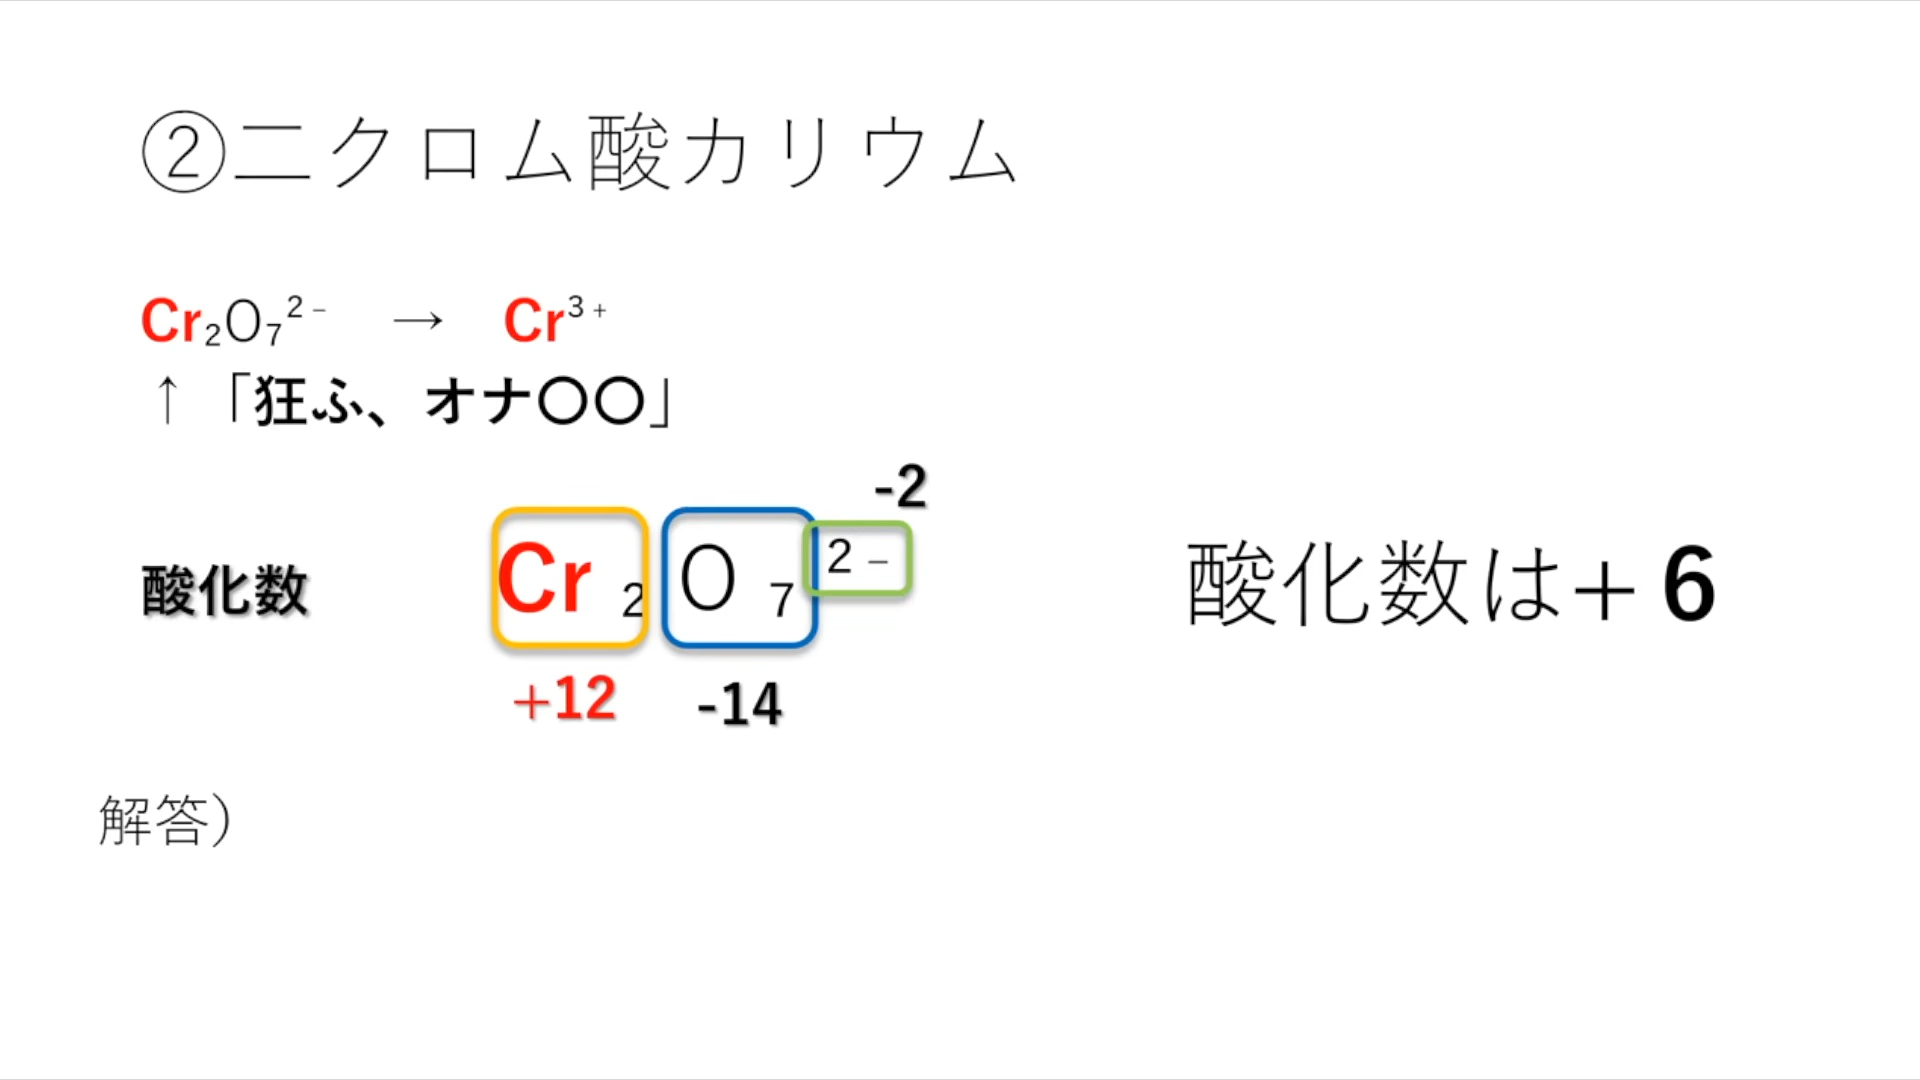 ②二クロム酸カリウム
Cr₂O₇²⁻ → Cr³⁺
↑「狂ふ、オナ〇〇」
-2
酸化数 Cr ₂ O ₇ ²⁻ 酸化数は+6
+12 -14
解答）